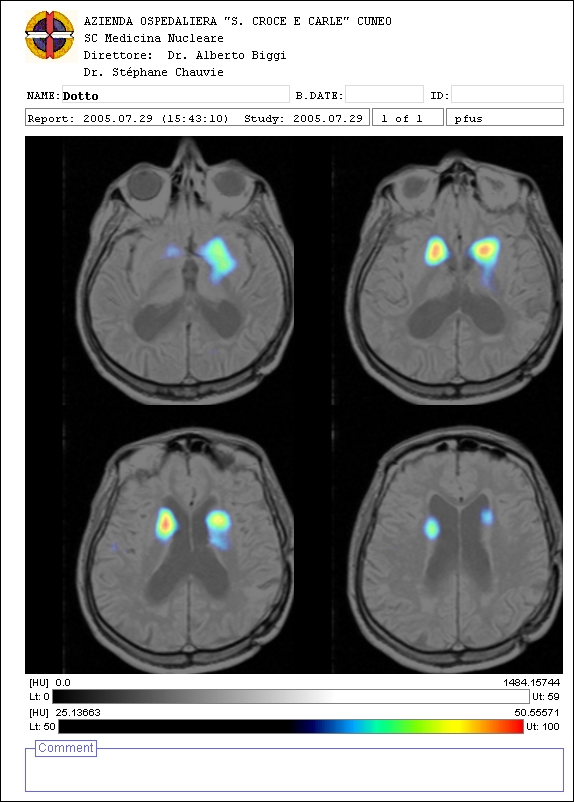 AZIENDA OSPEDALIERA "S. CROCE E CARLE" CUNEO
SC Medicina Nucleare
Direttore: Dr. Alberto Biggi
Dr. Stéphane Chauvie
NAME: Dotto B.DATE: ID:
Report: 2005.07.29 (15:43:10) Study: 2005.07.29 1 of 1 pfus
[HU] 0.0 1484.15744
Lt: 0 Ut: 59
[HU] 25.13663 50.55571
Lt: 50 Ut: 100
Comment